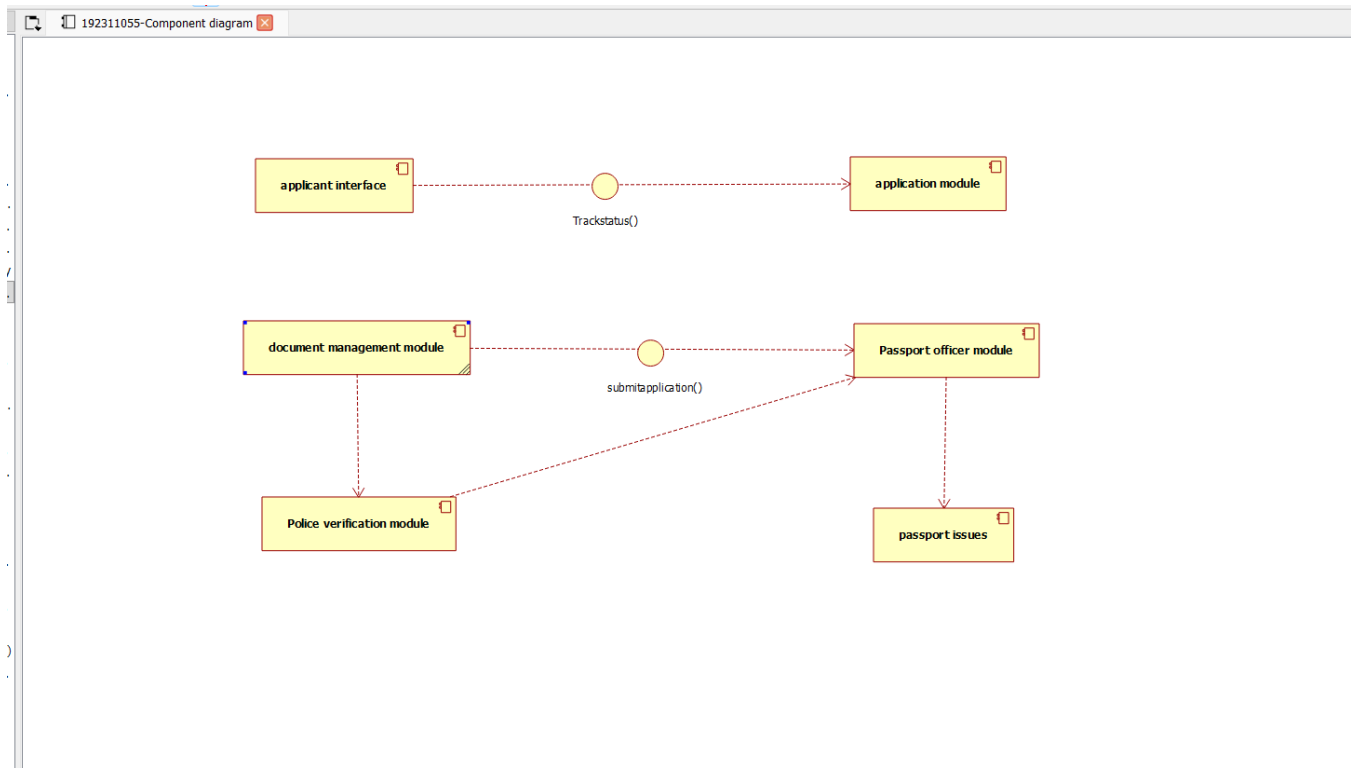 192311055-Component diagram
applicant interface
application module
Trackstatus()
document management module
Passport officer module
submitapplication()
Police verification module
passport issues
)